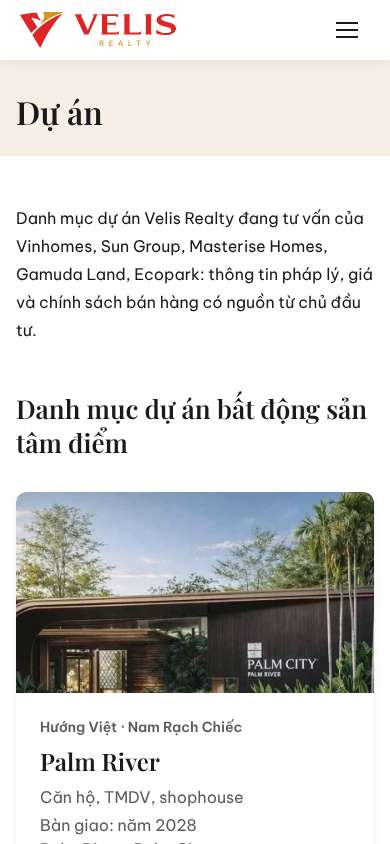 VELIS
REALTY
Dự án
Danh mục dự án Velis Realty đang tư vấn của
Vinhomes, Sun Group, Masterise Homes,
Gamuda Land, Ecopark: thông tin pháp lý, giá
và chính sách bán hàng có nguồn từ chủ đầu
tư.
Danh mục dự án bất động sản
tâm điểm
PALM CITY
PALM RIVER
Hướng Việt · Nam Rạch Chiếc
Palm River
Căn hộ, TMDV, shophouse
Bàn giao: năm 2028